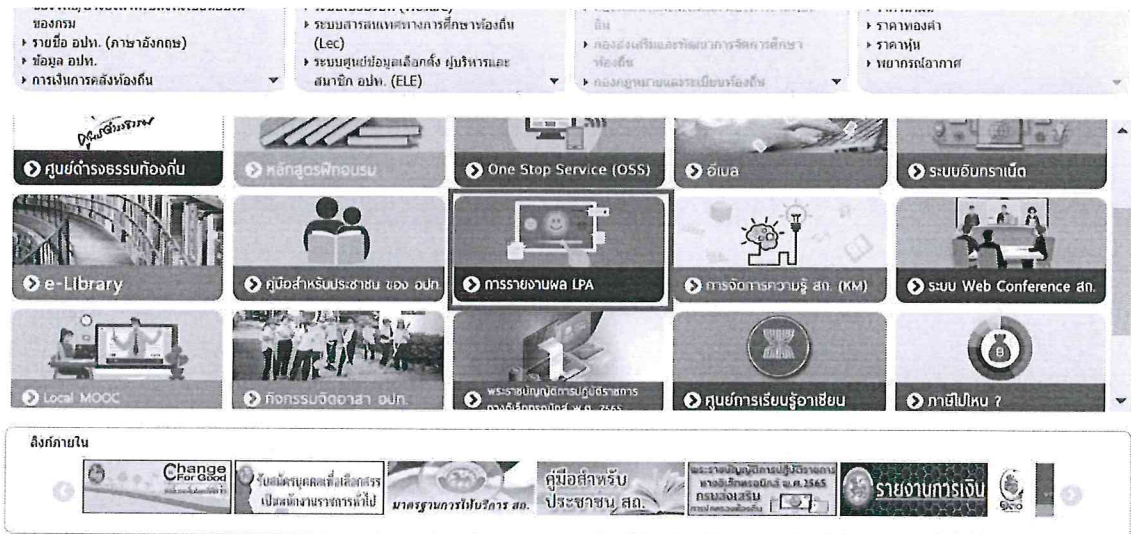 ของกรม
▸ รายชื่อ อปท. (ภาษาอังกฤษ)
▸ ข้อมูล อปท.
▸ การเงินการคลังท้องถิ่น
▸ ระบบสารสนเทศทางการศึกษาท้องถิ่น
(Lec)
▸ ระบบศูนย์ข้อมูลเลือกตั้ง ผู้บริหารและ
สมาชิก อปท. (ELE)
ถิ่น
▸ กองส่งเสริมและพัฒนาการจัดการศึกษา
ท้องถิ่น
▸ กองกฎหมายและระเบียบท้องถิ่น
▸ ราคาทองคำ
▸ ราคาหุ้น
▸ พยากรณ์อากาศ
ศูนย์ดำรงธรรม
ศูนย์ดำรงธรรมท้องถิ่น
หลักสูตรฝึกอบรม
One Stop Service (OSS)
อีเมล
ระบบอินทราเน็ต
e-Library
คู่มือสำหรับประชาชน ของ อปท.
การรายงานผล LPA
การจัดการความรู้ สถ. (KM)
ระบบ Web Conference สถ.
Local MOOC
กิจกรรมจิตอาสา อปท.
พระราชบัญญัติการปฏิบัติราชการ
ทางอิเล็กทรอนิกส์ พ.ศ. 2565
ศูนย์การเรียนรู้อาเซียน
ภาษีไปไหน ?
ลิงก์ภายใน
Change
For Good
รับสมัครบุคคลเพื่อเลือกสรร
เป็นพนักงานราชการทั่วไป
มาตรฐานการให้บริการ สถ.
คู่มือสำหรับ
ประชาชน สถ.
พระราชบัญญัติการปฏิบัติราชการ
ทางอิเล็กทรอนิกส์ พ.ศ.2565
กรมส่งเสริม
การปกครองท้องถิ่น
รายงานการเงิน